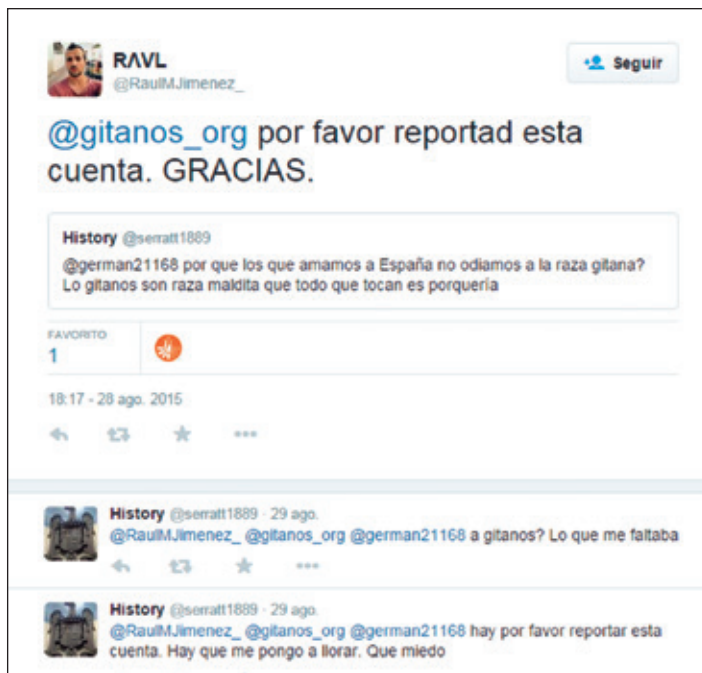 RΛVL
@RaulMJimenez_
Seguir
@gitanos_org por favor reportad esta
cuenta. GRACIAS.
History @serratt1889
@german21168 por que los que amamos a España no odiamos a la raza gitana?
Lo gitanos son raza maldita que todo que tocan es porquería
FAVORITO
1
18:17 - 28 ago. 2015
History @serratt1889 · 29 ago.
@RaulMJimenez_ @gitanos_org @german21168 a gitanos? Lo que me faltaba
History @serratt1889 · 29 ago.
@RaulMJimenez_ @gitanos_org @german21168 hay por favor reportar esta
cuenta. Hay que me pongo a llorar. Que miedo